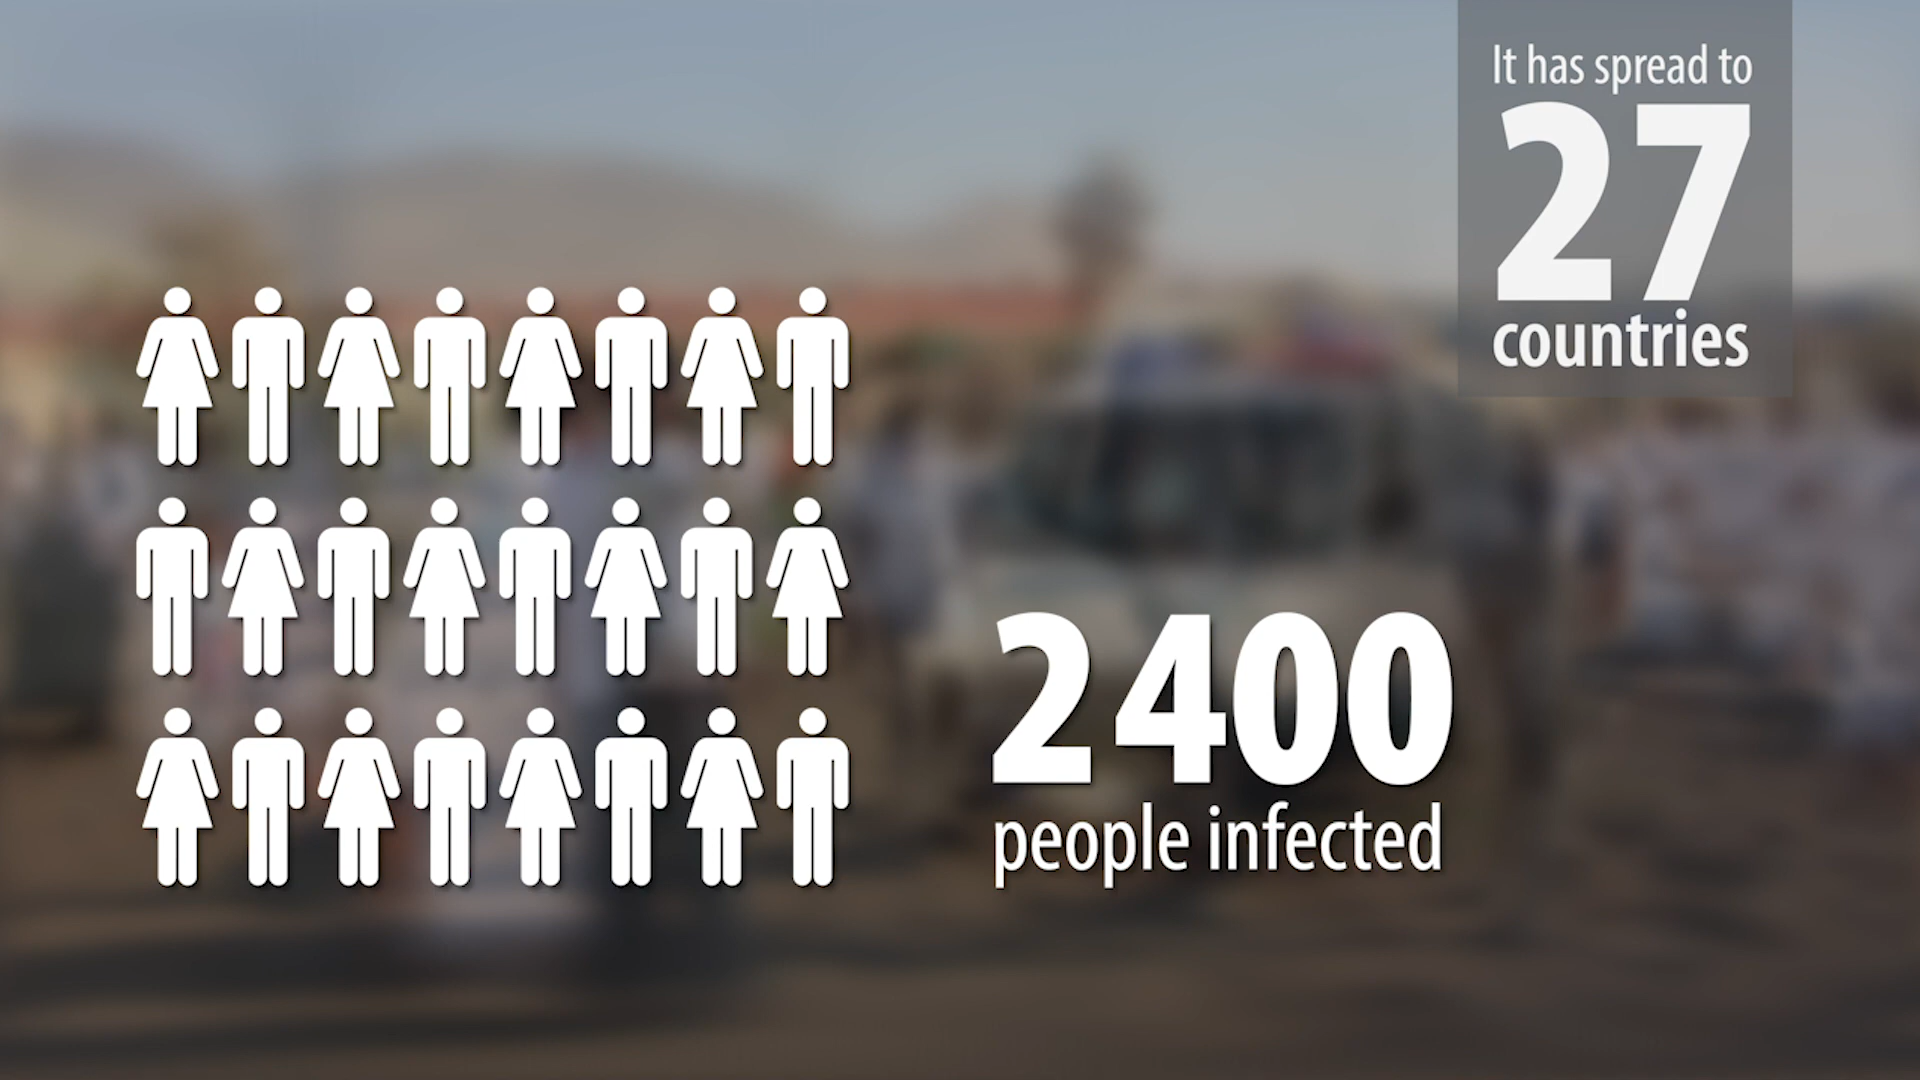 It has spread to
27
countries
2400
people infected